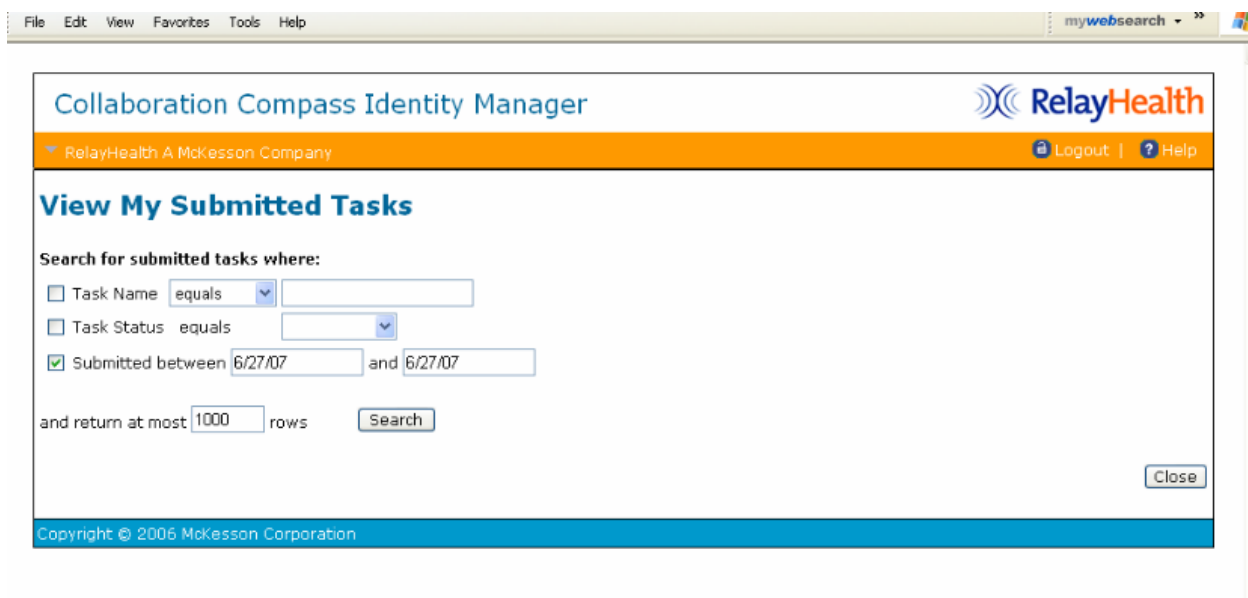 File Edit View Favorites Tools Help
mywebsearch »
Collaboration Compass Identity Manager
RelayHealth
RelayHealth A McKesson Company
Logout | Help
View My Submitted Tasks
Search for submitted tasks where:
Task Name equals
Task Status equals
Submitted between 6/27/07 and 6/27/07
and return at most 1000 rows Search
Close
Copyright © 2006 McKesson Corporation